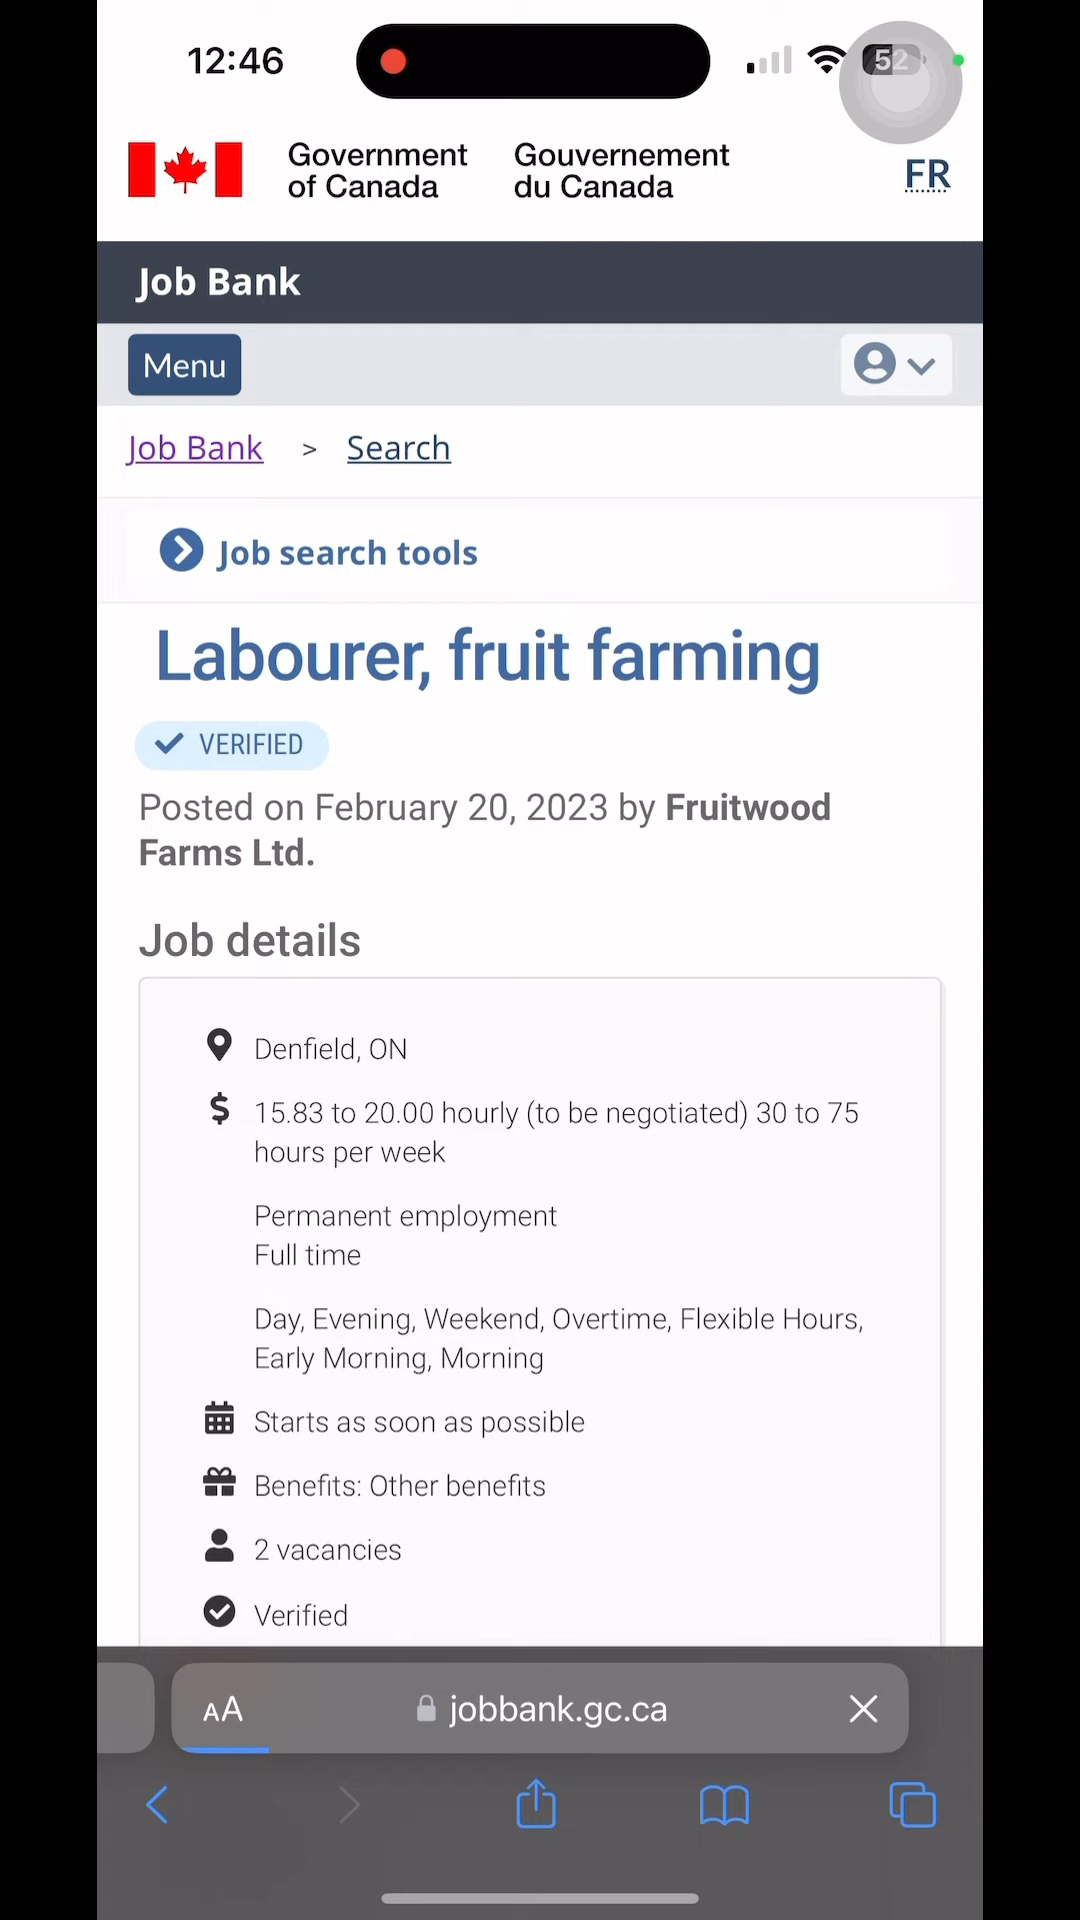 12:46
52
Government of Canada
Gouvernement du Canada
FR
Job Bank
Menu
Job Bank > Search
Job search tools
Labourer, fruit farming
VERIFIED
Posted on February 20, 2023 by Fruitwood
Farms Ltd.
Job details
Denfield, ON
$ 15.83 to 20.00 hourly (to be negotiated) 30 to 75
hours per week
Permanent employment
Full time
Day, Evening, Weekend, Overtime, Flexible Hours,
Early Morning, Morning
Starts as soon as possible
Benefits: Other benefits
2 vacancies
Verified
AA jobbank.gc.ca